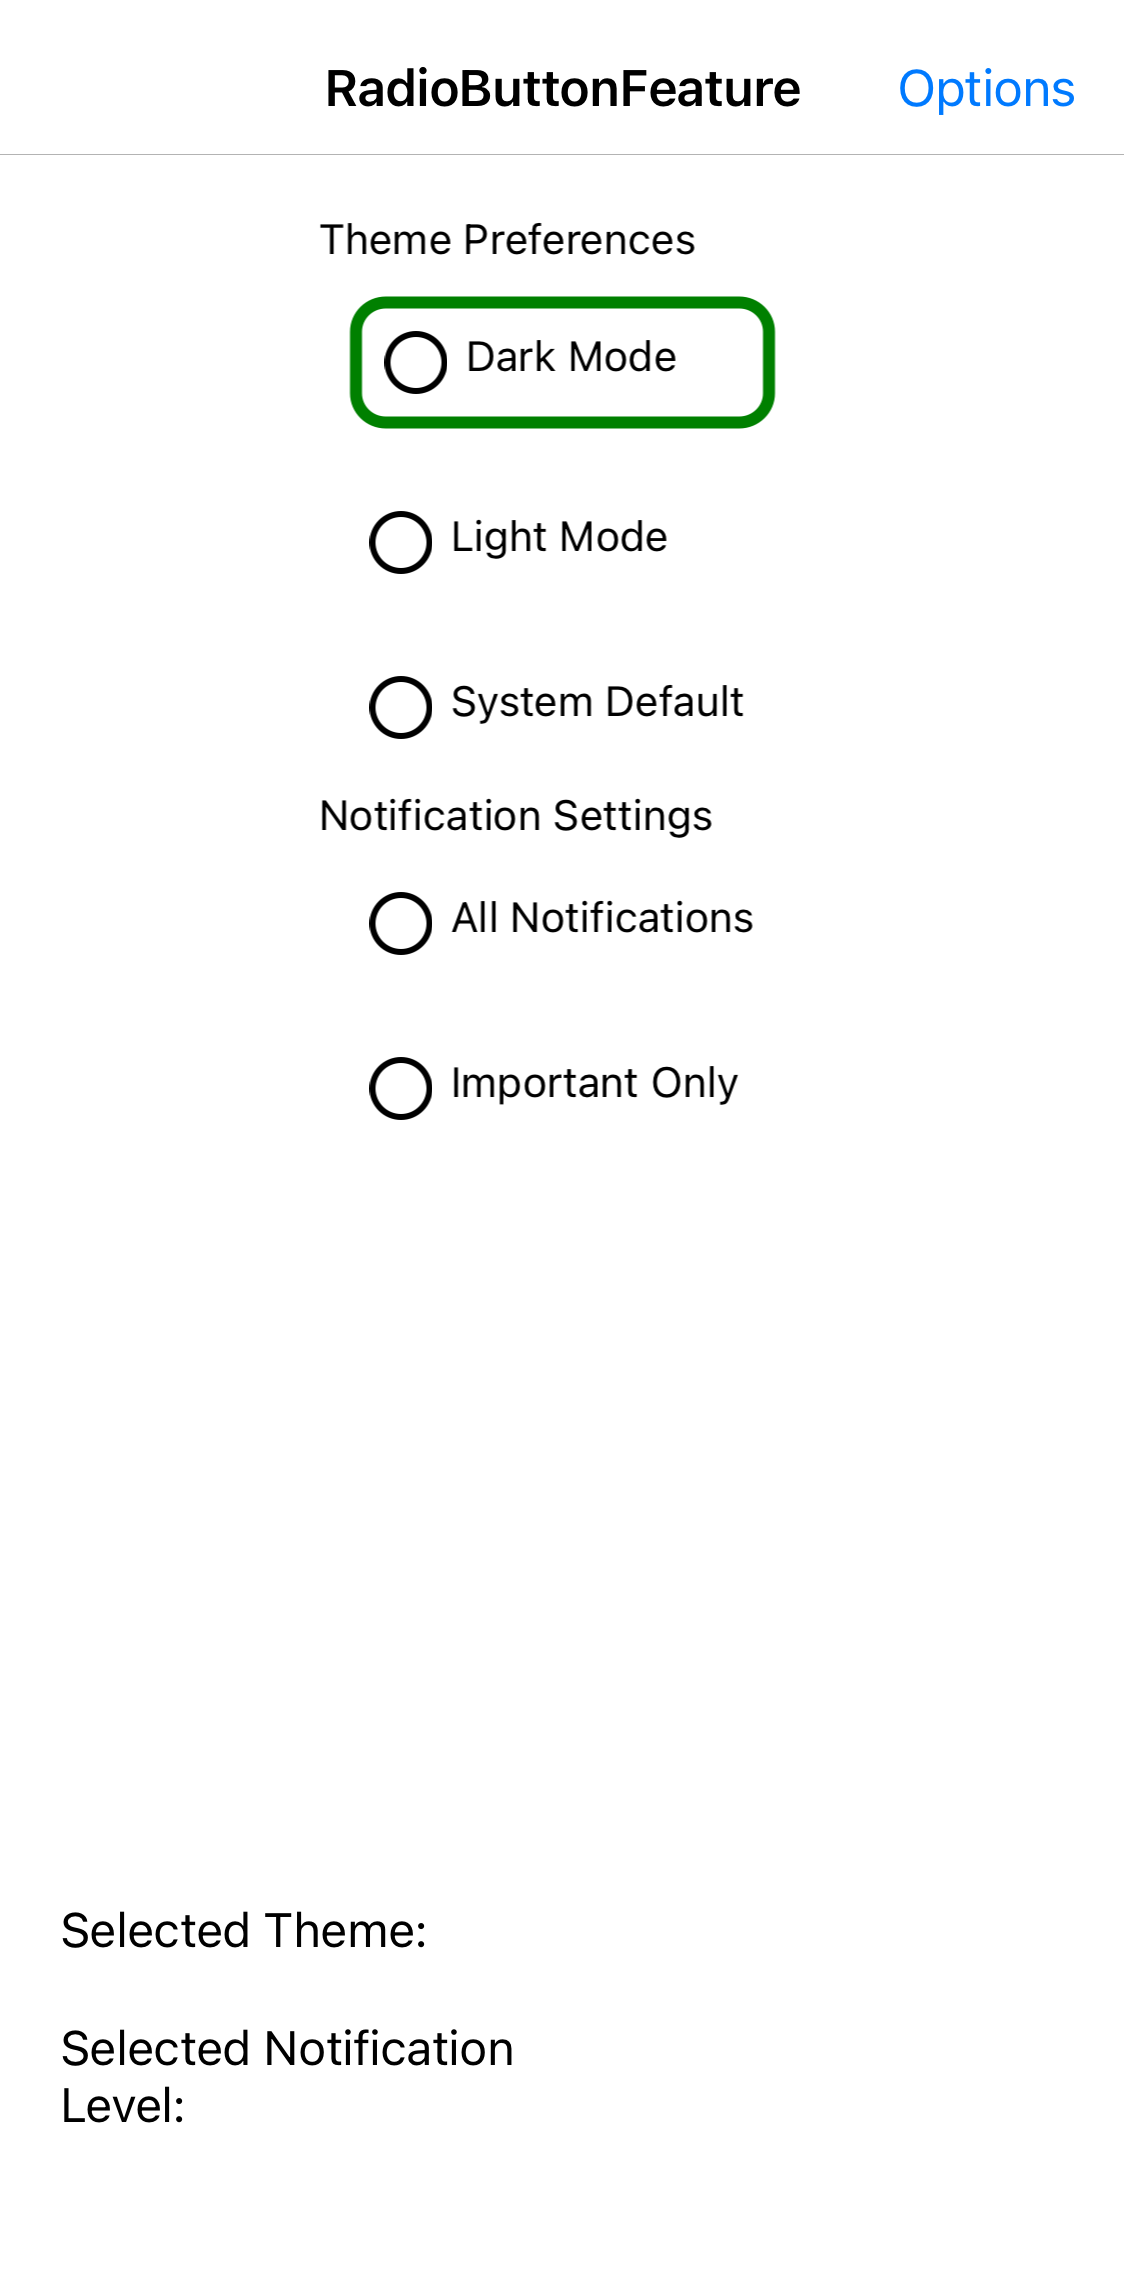 RadioButtonFeature
Options
Theme Preferences
Dark Mode
Light Mode
System Default
Notification Settings
All Notifications
Important Only
Selected Theme:
Selected Notification
Level: